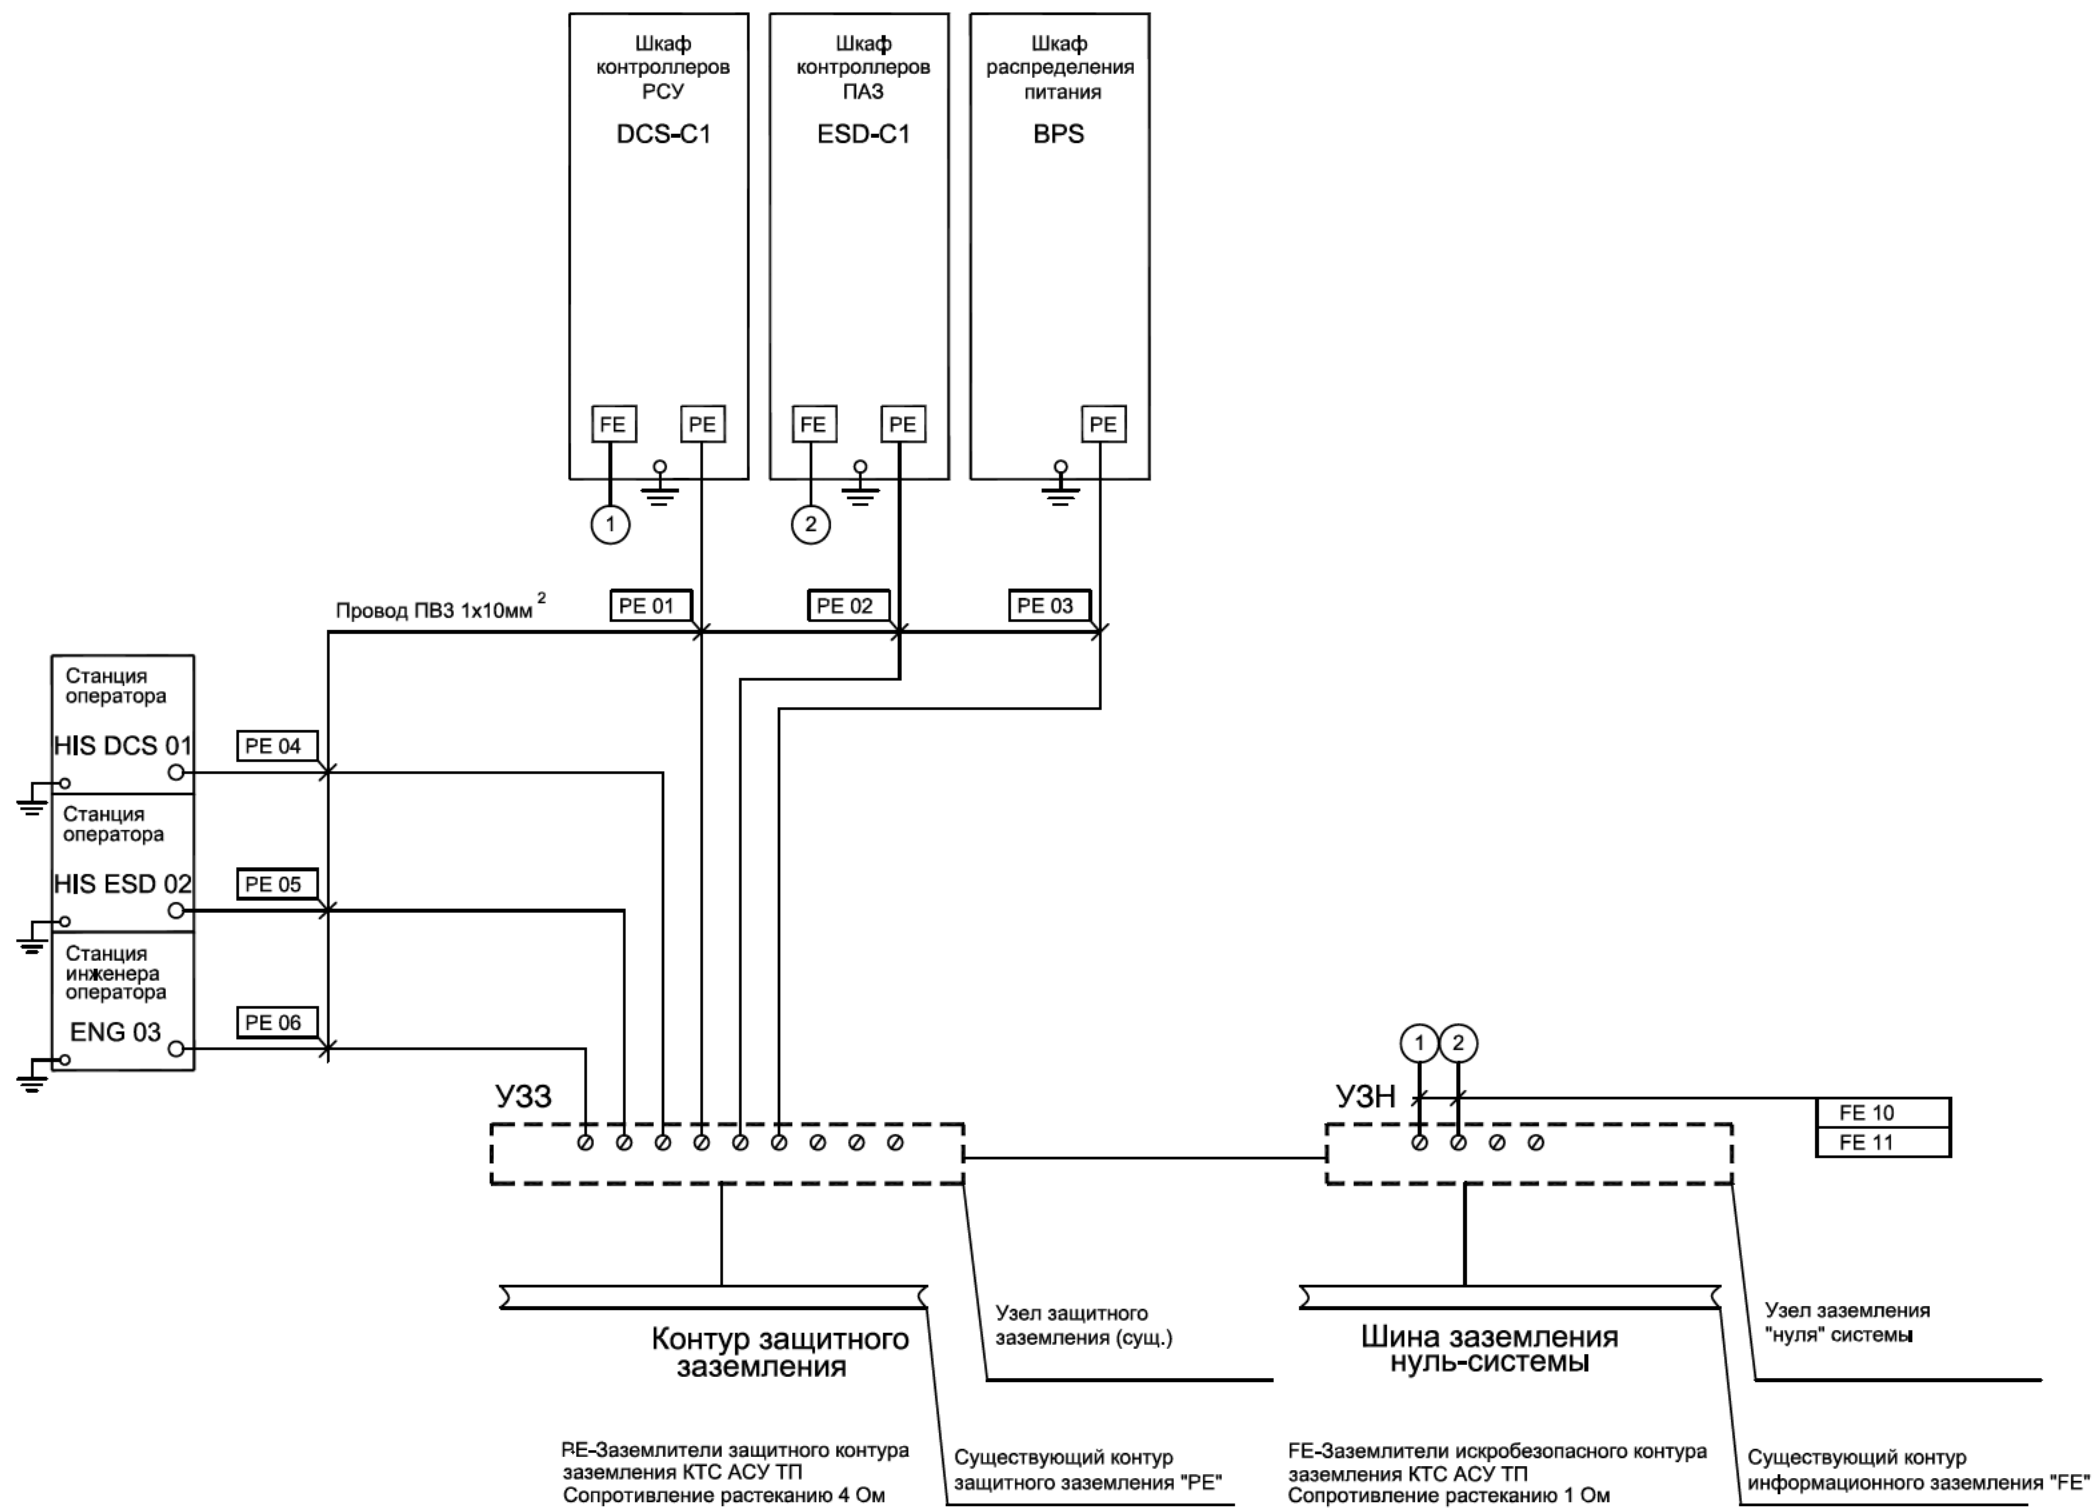 Шкаф
контроллеров
РСУ
DCS-C1
Шкаф
контроллеров
ПАЗ
ESD-C1
Шкаф
распределения
питания
BPS
FE
PE
FE
PE
PE
1
2
Провод ПВ3 1х10мм 2
PE 01
PE 02
PE 03
Станция
оператора
HIS DCS 01
PE 04
Станция
оператора
HIS ESD 02
PE 05
Станция
инженера
оператора
ENG 03
PE 06
УЗЗ
1
2
УЗН
FE 10
FE 11
Контур защитного
заземления
Узел защитного
заземления (сущ.)
Шина заземления
нуль-системы
Узел заземления
"нуля" системы
PE-Заземлители защитного контура
заземления КТС АСУ ТП
Сопротивление растеканию 4 Ом
Существующий контур
защитного заземления "PE"
FE-Заземлители искробезопасного контура
заземления КТС АСУ ТП
Сопротивление растеканию 1 Ом
Существующий контур
информационного заземления "FE"